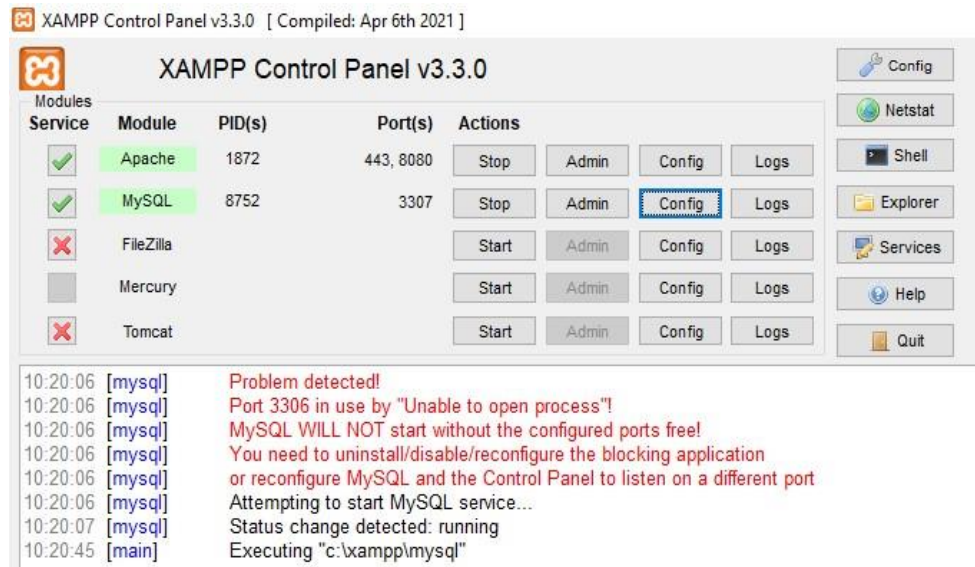 XAMPP Control Panel v3.3.0 [ Compiled: Apr 6th 2021 ]
XAMPP Control Panel v3.3.0
Config
Modules
Service Module PID(s) Port(s) Actions
Netstat
Apache 1872 443, 8080 Stop Admin Config Logs
Shell
MySQL 8752 3307 Stop Admin Config Logs
Explorer
FileZilla Start Admin Config Logs
Services
Mercury Start Admin Config Logs
Help
Tomcat Start Admin Config Logs
Quit
10:20:06 [mysql] Problem detected!
10:20:06 [mysql] Port 3306 in use by "Unable to open process"!
10:20:06 [mysql] MySQL WILL NOT start without the configured ports free!
10:20:06 [mysql] You need to uninstall/disable/reconfigure the blocking application
10:20:06 [mysql] or reconfigure MySQL and the Control Panel to listen on a different port
10:20:06 [mysql] Attempting to start MySQL service...
10:20:07 [mysql] Status change detected: running
10:20:45 [main] Executing "c:\xampp\mysql"